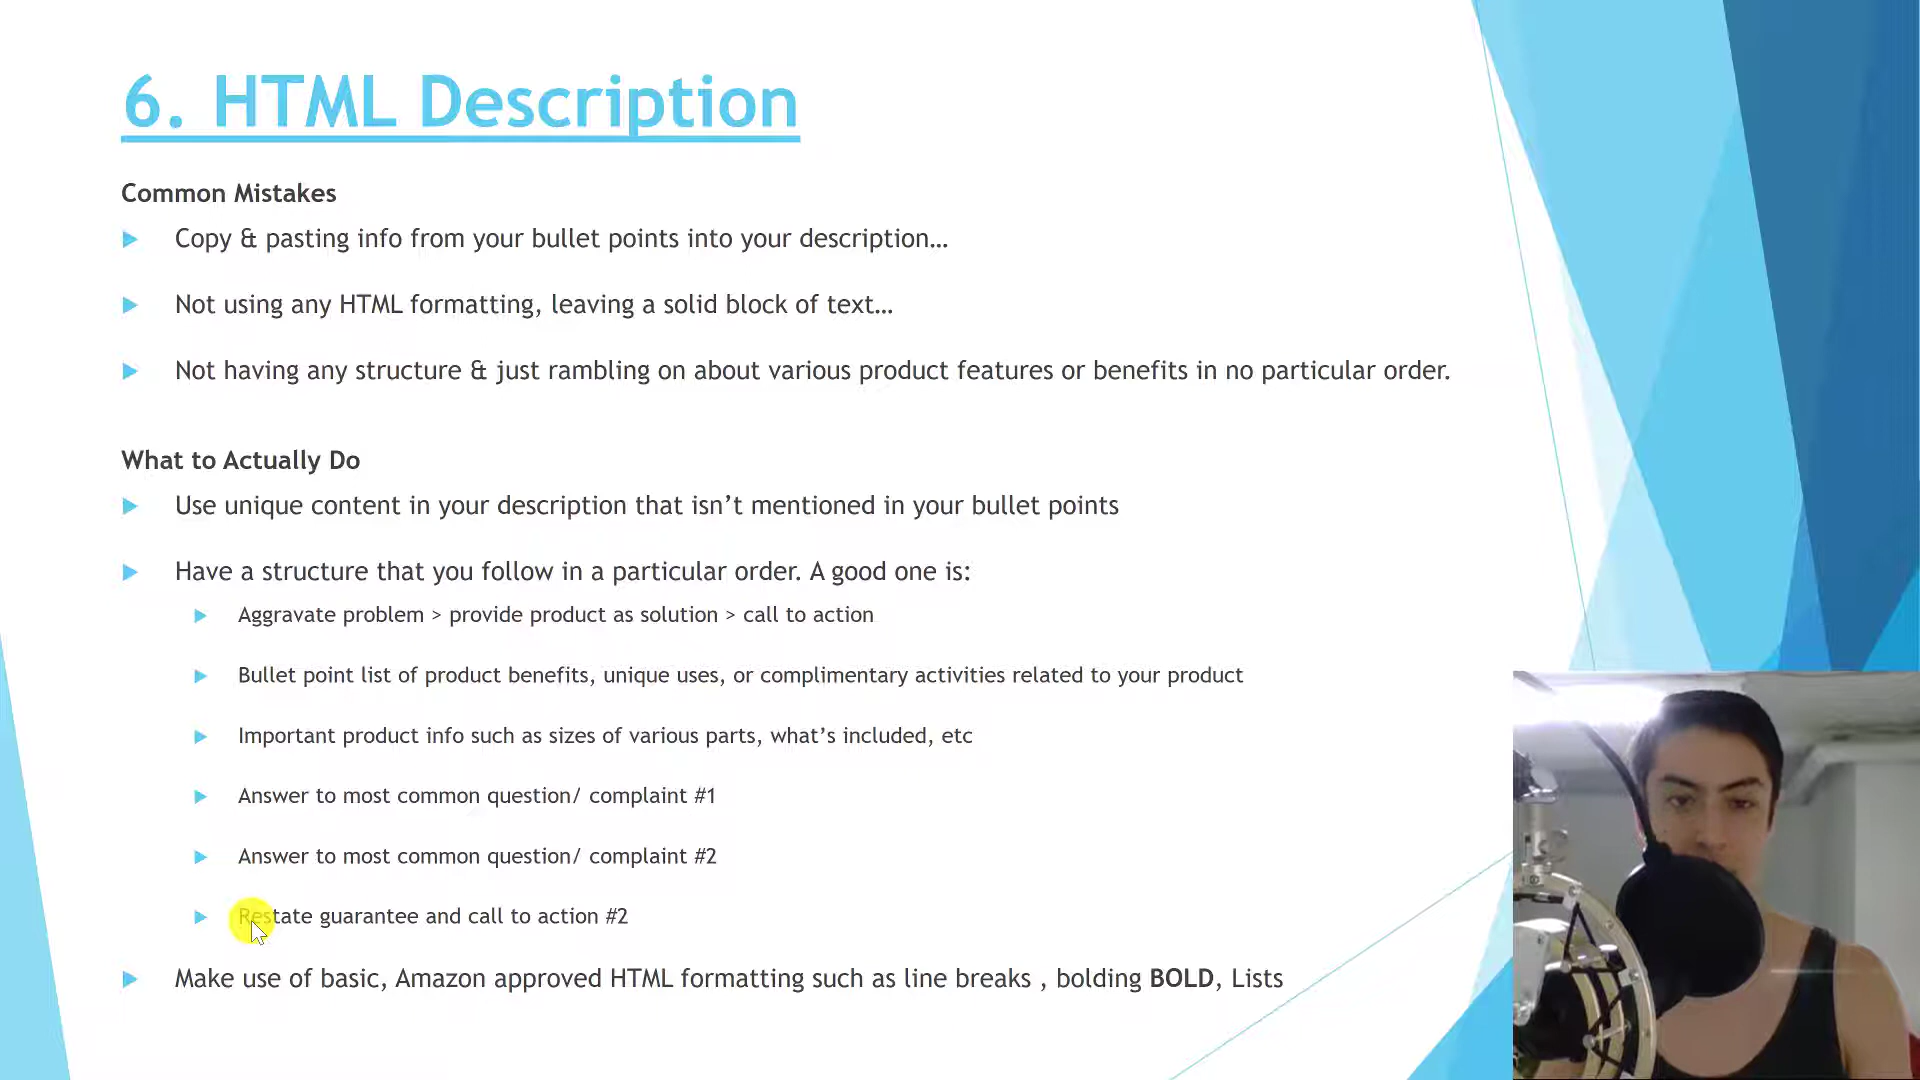 6. HTML Description
Common Mistakes
Copy & pasting info from your bullet points into your description…
Not using any HTML formatting, leaving a solid block of text…
Not having any structure & just rambling on about various product features or benefits in no particular order.
What to Actually Do
Use unique content in your description that isn’t mentioned in your bullet points
Have a structure that you follow in a particular order. A good one is:
Aggravate problem > provide product as solution > call to action
Bullet point list of product benefits, unique uses, or complimentary activities related to your product
Important product info such as sizes of various parts, what’s included, etc
Answer to most common question/ complaint #1
Answer to most common question/ complaint #2
Restate guarantee and call to action #2
Make use of basic, Amazon approved HTML formatting such as line breaks , bolding BOLD, Lists